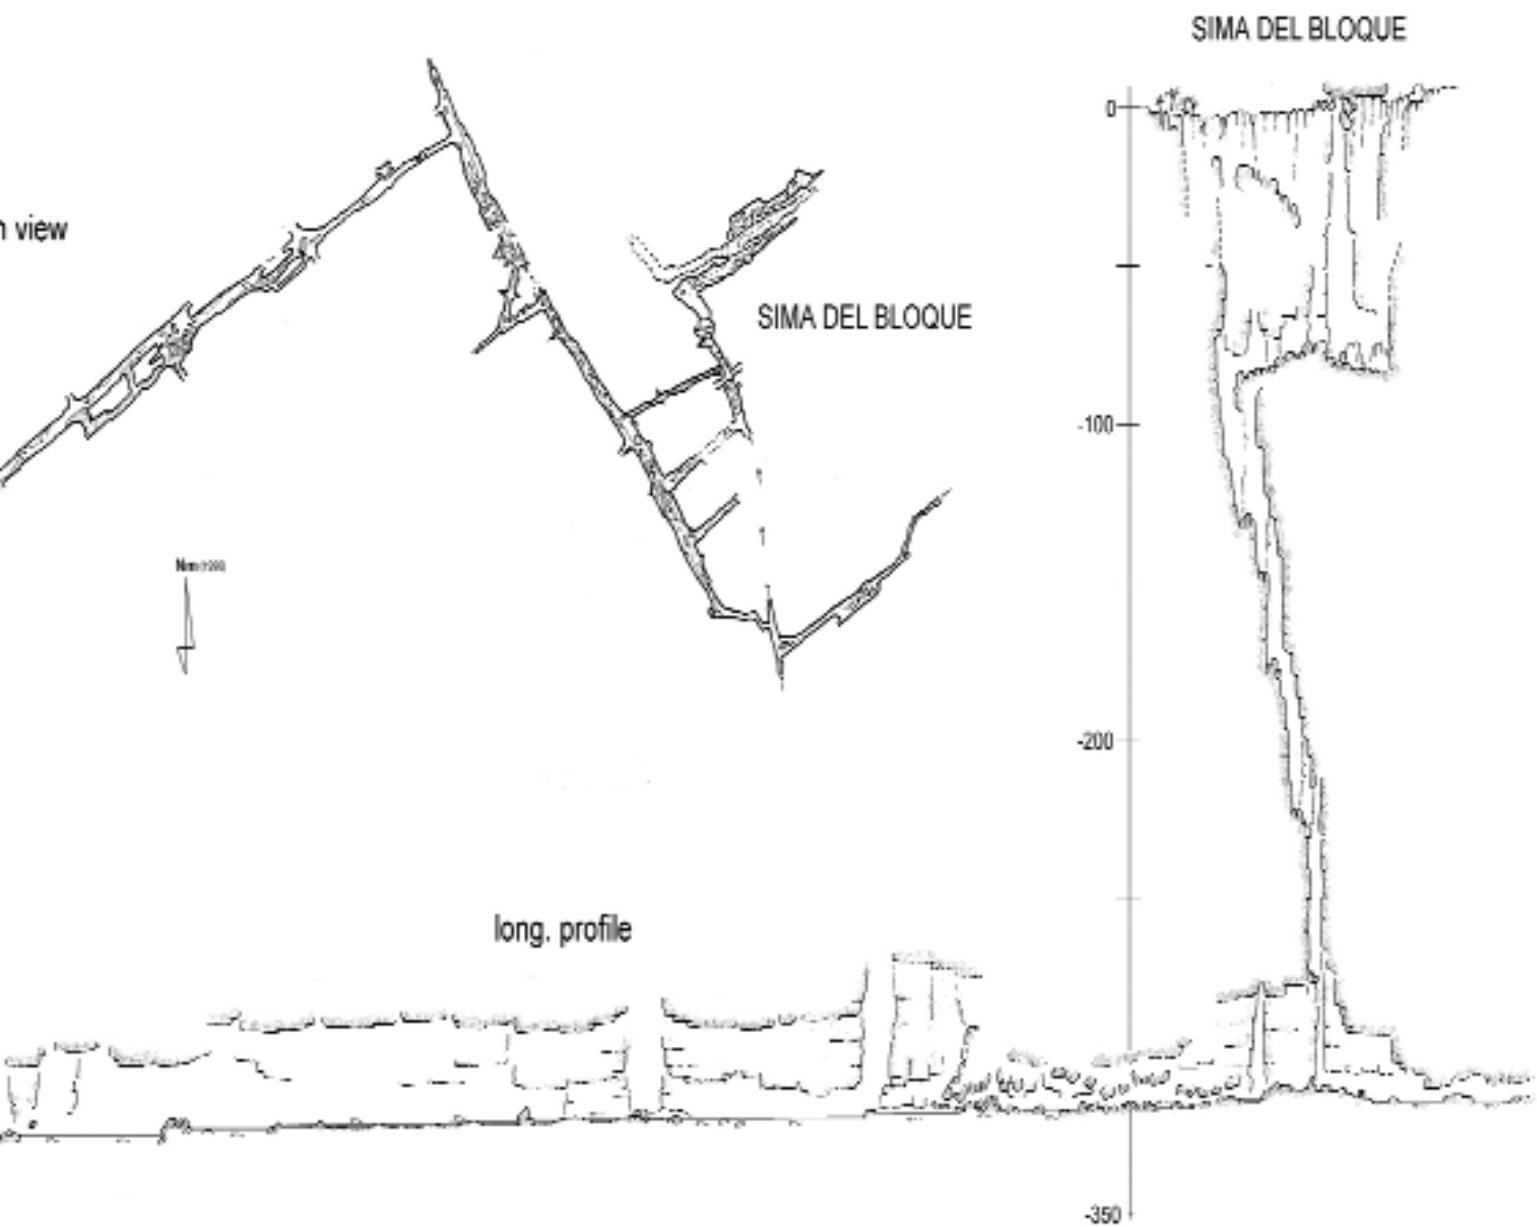 SIMA DEL BLOQUE
0
n view
SIMA DEL BLOQUE
-100
-200
long. profile
-350